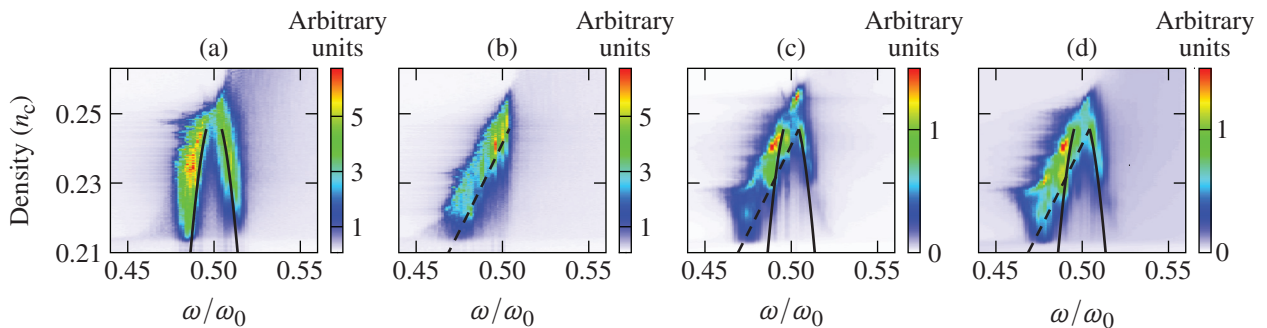 Arbitrary units
(a)
5
3
1
Density (n_c)
0.25
0.23
0.21
0.45 0.50 0.55
ω/ω₀
Arbitrary units
(b)
5
3
1
0.45 0.50 0.55
ω/ω₀
Arbitrary units
(c)
1
0
0.45 0.50 0.55
ω/ω₀
Arbitrary units
(d)
1
0
0.45 0.50 0.55
ω/ω₀